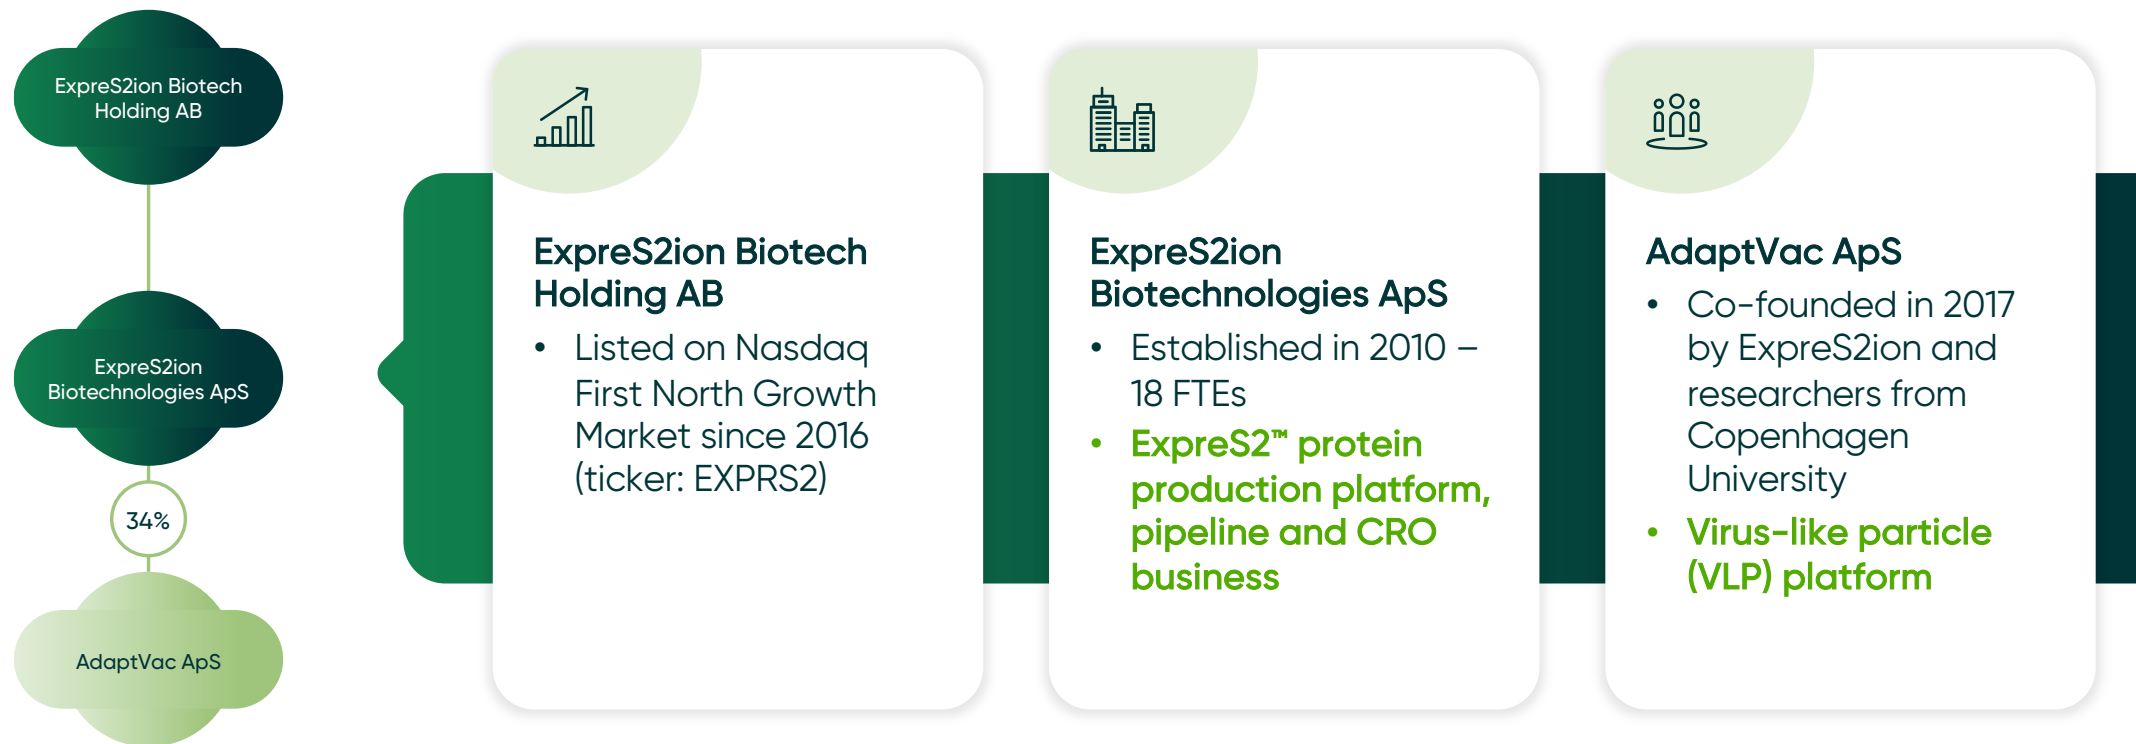 ExpreS2ion Biotech
Holding AB
ExpreS2ion
Biotechnologies ApS
34%
AdaptVac ApS
ExpreS2ion Biotech
Holding AB
• Listed on Nasdaq
First North Growth
Market since 2016
(ticker: EXPRS2)
ExpreS2ion
Biotechnologies ApS
• Established in 2010 –
18 FTEs
• ExpreS2™ protein
production platform,
pipeline and CRO
business
AdaptVac ApS
• Co-founded in 2017
by ExpreS2ion and
researchers from
Copenhagen
University
• Virus-like particle
(VLP) platform